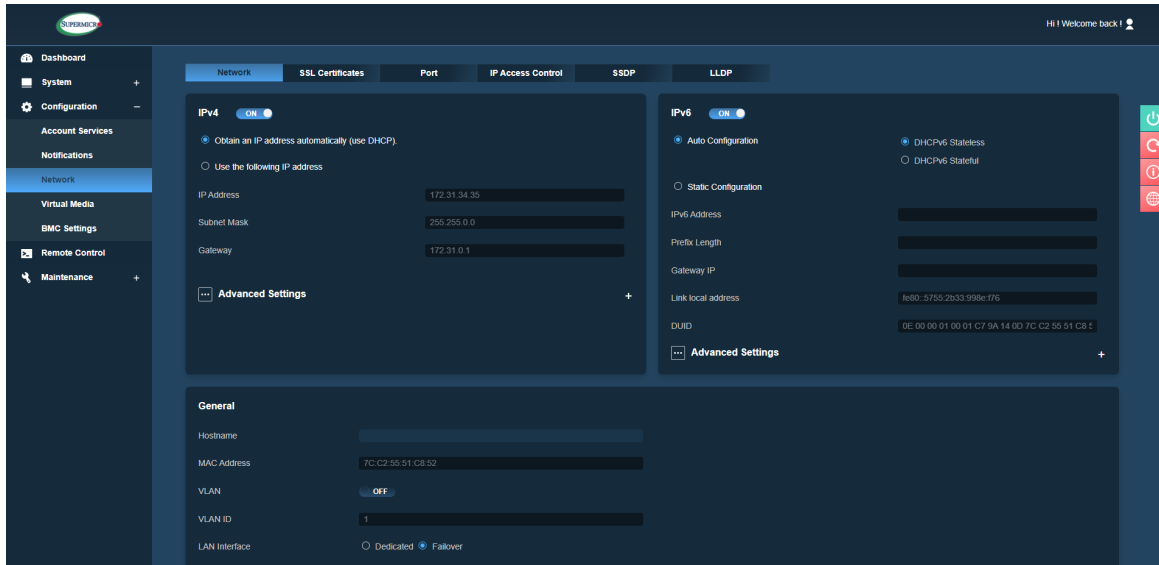 SUPERMICR
Hi ! Welcome back !
Dashboard
System +
Configuration −
Account Services
Notifications
Network
Virtual Media
BMC Settings
Remote Control
Maintenance +
Network SSL Certificates Port IP Access Control SSDP LLDP
IPv4 ON
Obtain an IP address automatically (use DHCP).
Use the following IP address
IP Address 172.31.34.35
Subnet Mask 255.255.0.0
Gateway 172.31.0.1
Advanced Settings +
IPv6 ON
Auto Configuration DHCPv6 Stateless
DHCPv6 Stateful
Static Configuration
IPv6 Address
Prefix Length
Gateway IP
Link local address fe80::5755:2b33:998e:f76
DUID 0E 00 00 01 00 01 C7 9A 14 0D 7C C2 55 51 C8 5
Advanced Settings +
General
Hostname
MAC Address 7C:C2:55:51:C8:52
VLAN OFF
VLAN ID 1
LAN Interface Dedicated Failover